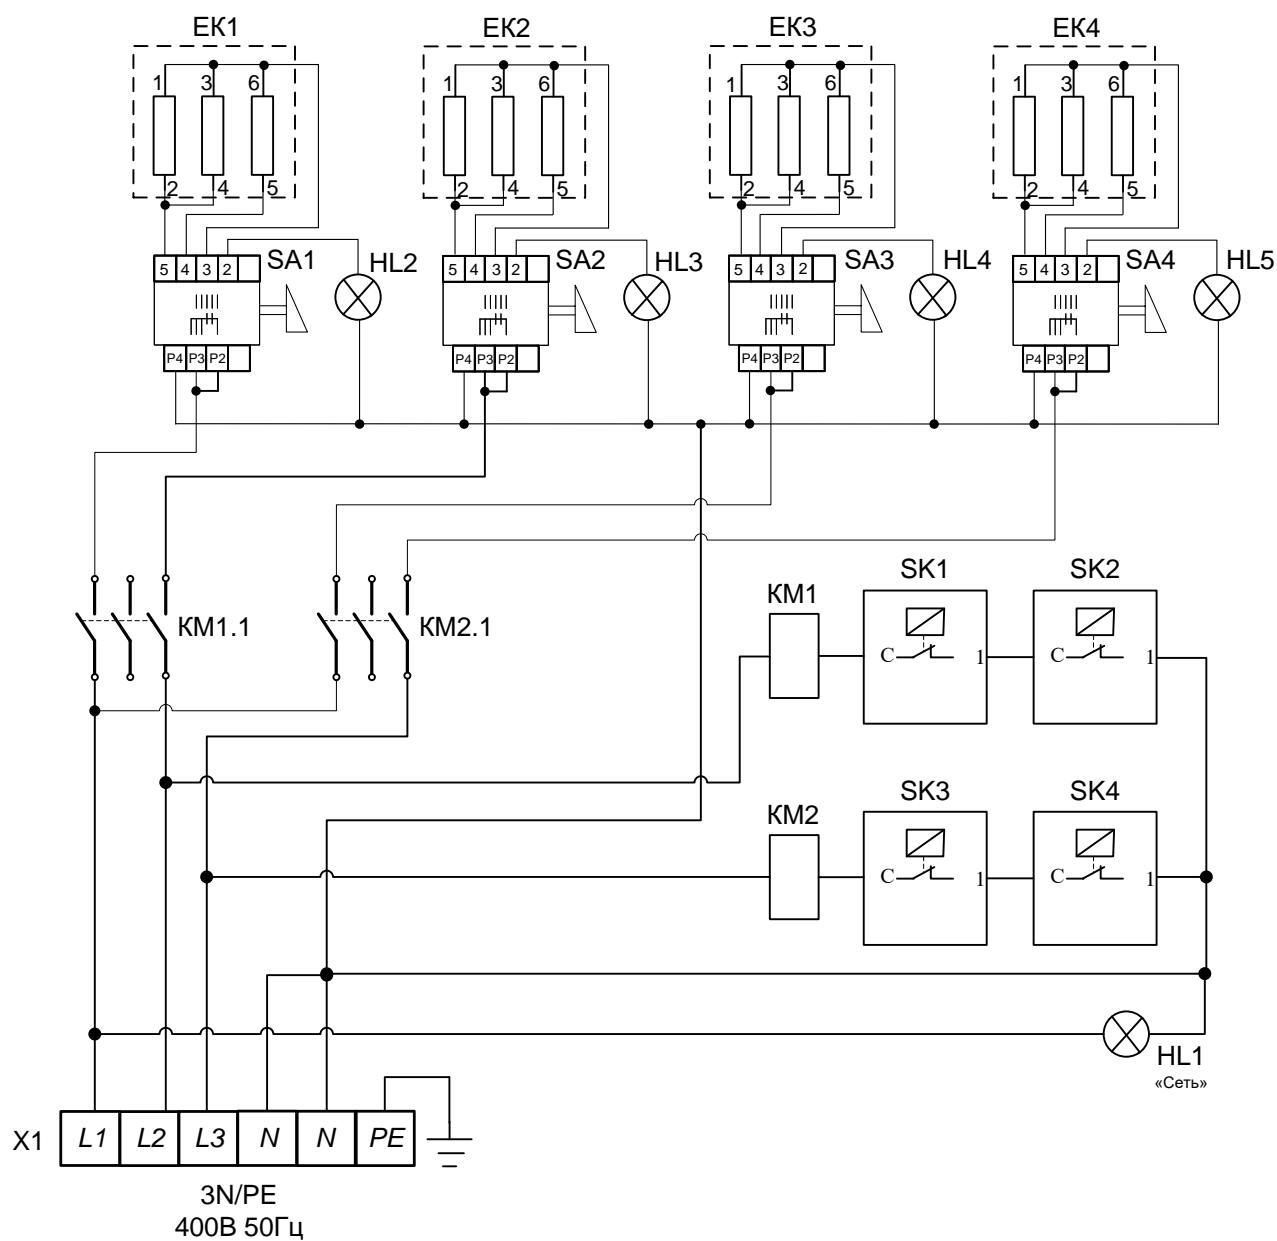 EK1 EK2 EK3 EK4
1 3 6 1 3 6 1 3 6 1 3 6
2 4 5 2 4 5 2 4 5 2 4 5
5 4 3 2 SA1 HL2 5 4 3 2 SA2 HL3 5 4 3 2 SA3 HL4 5 4 3 2 SA4 HL5
P4 P3 P2 P4 P3 P2 P4 P3 P2 P4 P3 P2
SK1 SK2
КМ1
КМ1.1 КМ2.1
C 1 C 1
SK3 SK4
КМ2
C 1 C 1
HL1
«Сеть»
X1 L1 L2 L3 N N PE
3N/PE
400В 50Гц